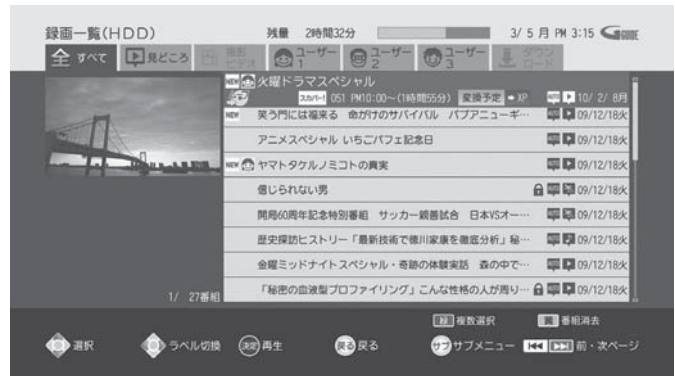 録画一覧(HDD)
残量 2時間32分
3/ 5 月 PM 3:15 G-GUIDE
全 すべて
見どころ
撮影ビデオ
ユーザー1
ユーザー2
ユーザー3
ダウンロード
NEW 火曜ドラマスペシャル
スカパー! 051 PM10:00~(1時間55分) 変換予定 ➡XP 10/ 2/ 8月
NEW 笑う門には福来る 命がけのサバイバル パプアニューギ… 09/12/18火
アニメスペシャル いちごパフェ記念日 09/12/18火
NEW ヤマトタケルノミコトの真実 09/12/18火
信じられない男 09/12/18火
開局60周年記念特別番組 サッカー親善試合 日本VSオー… 09/12/18火
歴史探訪ヒストリー「最新技術で徳川家康を徹底分析」秘… 09/12/18火
金曜ミッドナイトスペシャル・奇跡の体験実話 森の中で… 09/12/18火
「秘密の血液型プロファイリング」こんな性格の人が周り… 09/12/18火
1/ 27番組
緑 複数選択 黄 番組消去
選択 ラベル切換 決定 再生 戻る 戻る サブ サブメニュー 前・次ページ